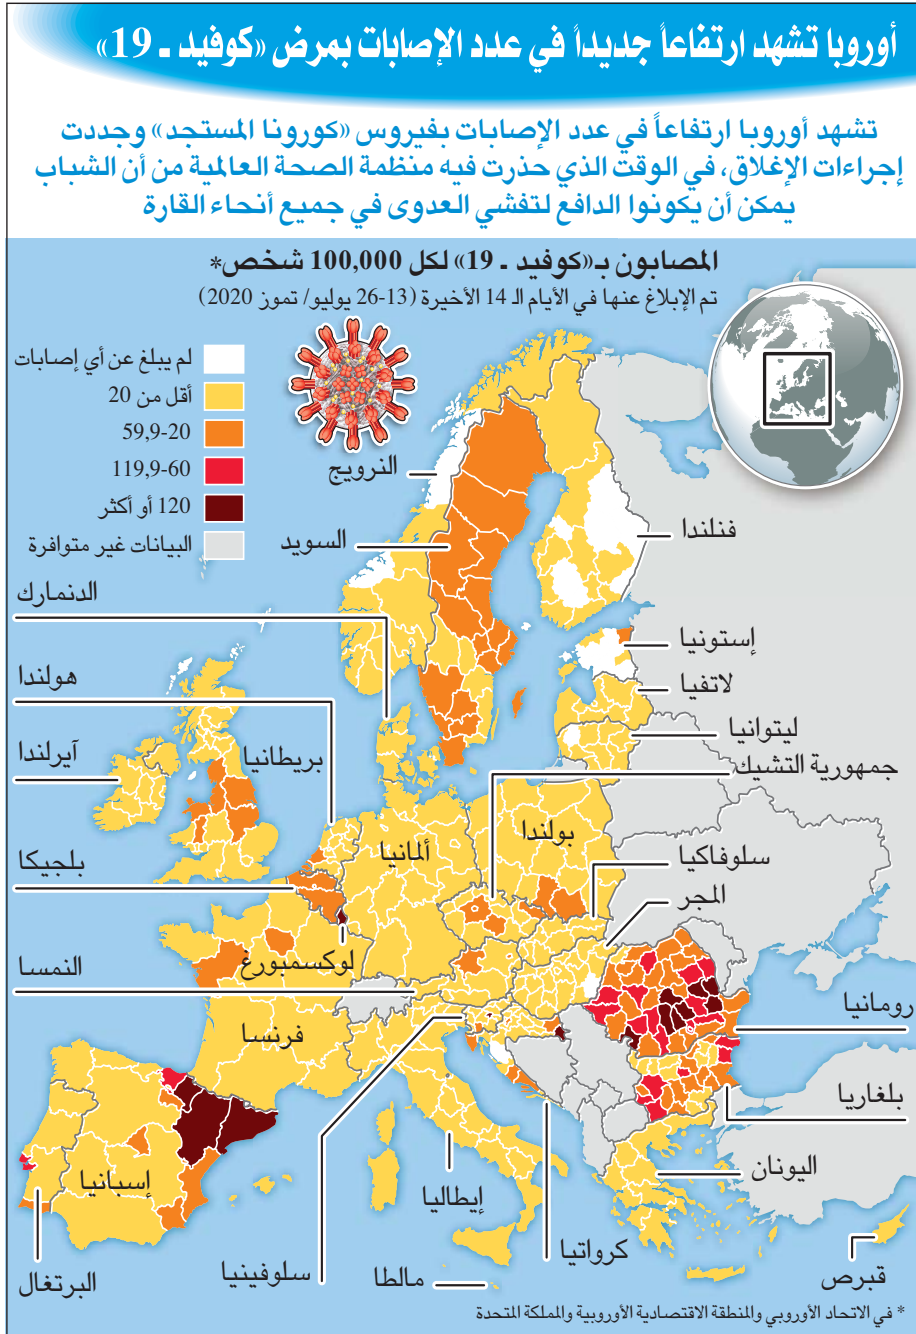 أوروبا تشهد ارتفاعاً جديداً في عدد الإصابات بمرض «كوفيد ـ 19»
تشهد أوروبا ارتفاعاً في عدد الإصابات بفيروس «كورونا المستجد» وجددت
إجراءات الإغلاق، في الوقت الذي حذرت فيه منظمة الصحة العالمية من أن الشباب
يمكن أن يكونوا الدافع لتفشي العدوى في جميع أنحاء القارة
المصابون بـ«كوفيد ـ 19» لكل 100,000 شخص*
تم الإبلاغ عنها في الأيام الـ 14 الأخيرة (13-26 يوليو/ تموز 2020)
لم يبلغ عن أي إصابات
أقل من 20
20-59,9
60-119,9
120 أو أكثر
البيانات غير متوافرة
النرويج
فنلندا
السويد
الدنمارك
إستونيا
هولندا
لاتفيا
ليتوانيا
آيرلندا
بريطانيا
جمهورية التشيك
بولندا
ألمانيا
سلوفاكيا
بلجيكا
المجر
لوكسمبورغ
النمسا
رومانيا
فرنسا
بلغاريا
اليونان
إسبانيا
إيطاليا
كرواتيا
سلوفينيا
مالطا
قبرص
البرتغال
* في الاتحاد الأوروبي والمنطقة الاقتصادية الأوروبية والمملكة المتحدة